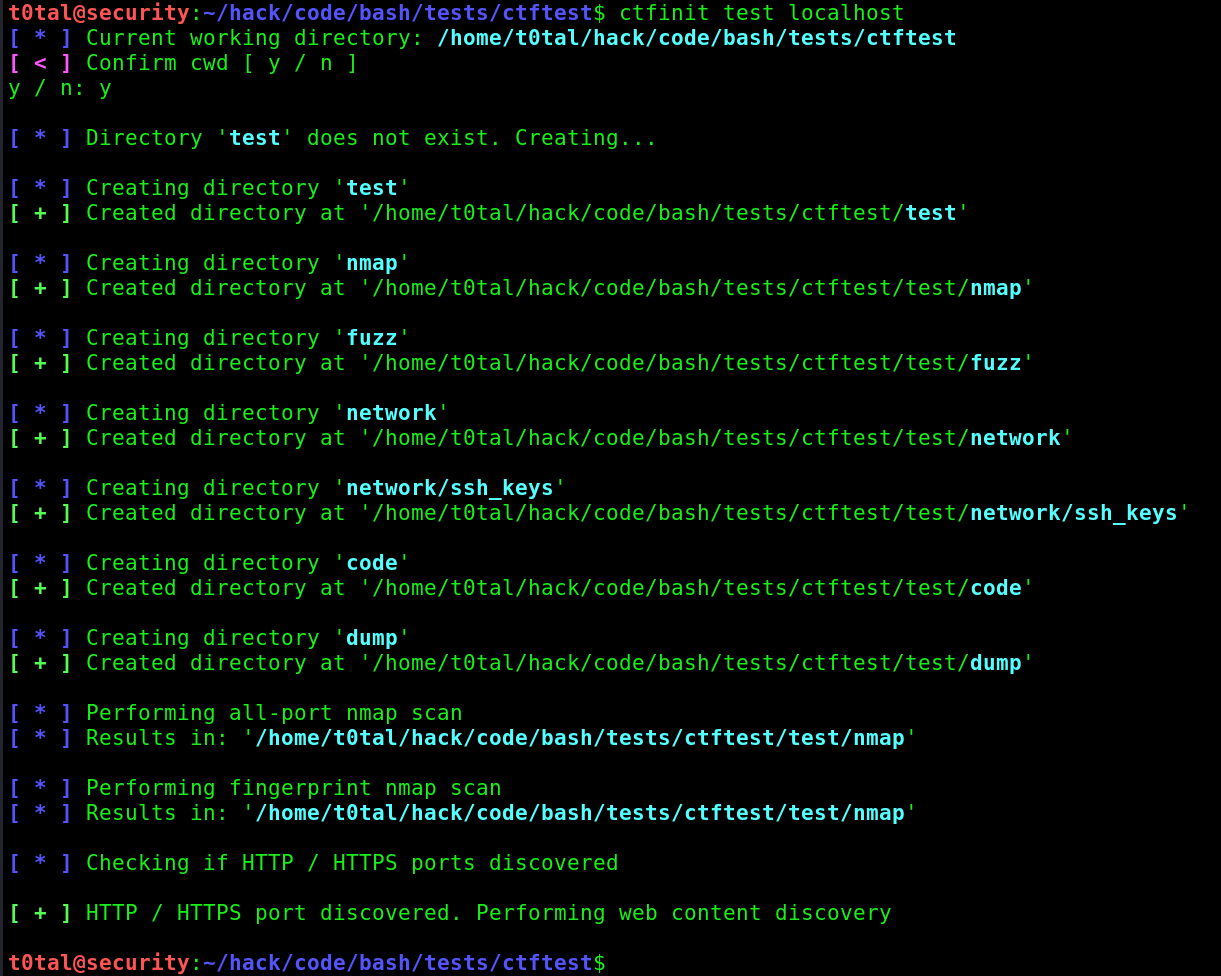 t0tal@security:~/hack/code/bash/tests/ctftest$ ctfinit test localhost
[ * ] Current working directory: /home/t0tal/hack/code/bash/tests/ctftest
[ < ] Confirm cwd [ y / n ]
y / n: y
[ * ] Directory 'test' does not exist. Creating...
[ * ] Creating directory 'test'
[ + ] Created directory at '/home/t0tal/hack/code/bash/tests/ctftest/test'
[ * ] Creating directory 'nmap'
[ + ] Created directory at '/home/t0tal/hack/code/bash/tests/ctftest/test/nmap'
[ * ] Creating directory 'fuzz'
[ + ] Created directory at '/home/t0tal/hack/code/bash/tests/ctftest/test/fuzz'
[ * ] Creating directory 'network'
[ + ] Created directory at '/home/t0tal/hack/code/bash/tests/ctftest/test/network'
[ * ] Creating directory 'network/ssh_keys'
[ + ] Created directory at '/home/t0tal/hack/code/bash/tests/ctftest/test/network/ssh_keys'
[ * ] Creating directory 'code'
[ + ] Created directory at '/home/t0tal/hack/code/bash/tests/ctftest/test/code'
[ * ] Creating directory 'dump'
[ + ] Created directory at '/home/t0tal/hack/code/bash/tests/ctftest/test/dump'
[ * ] Performing all-port nmap scan
[ * ] Results in: '/home/t0tal/hack/code/bash/tests/ctftest/test/nmap'
[ * ] Performing fingerprint nmap scan
[ * ] Results in: '/home/t0tal/hack/code/bash/tests/ctftest/test/nmap'
[ * ] Checking if HTTP / HTTPS ports discovered
[ + ] HTTP / HTTPS port discovered. Performing web content discovery
t0tal@security:~/hack/code/bash/tests/ctftest$